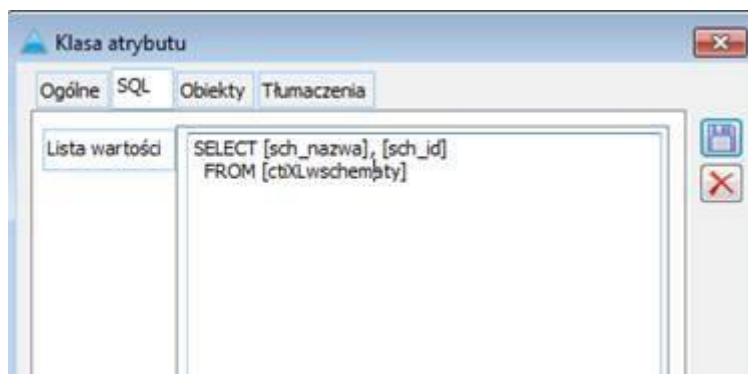 Klasa atrybutu
Ogólne SQL Obiekty Tłumaczenia
Lista wartości
SELECT [sch_nazwa], [sch_id]
FROM [ctiXLwschematy]